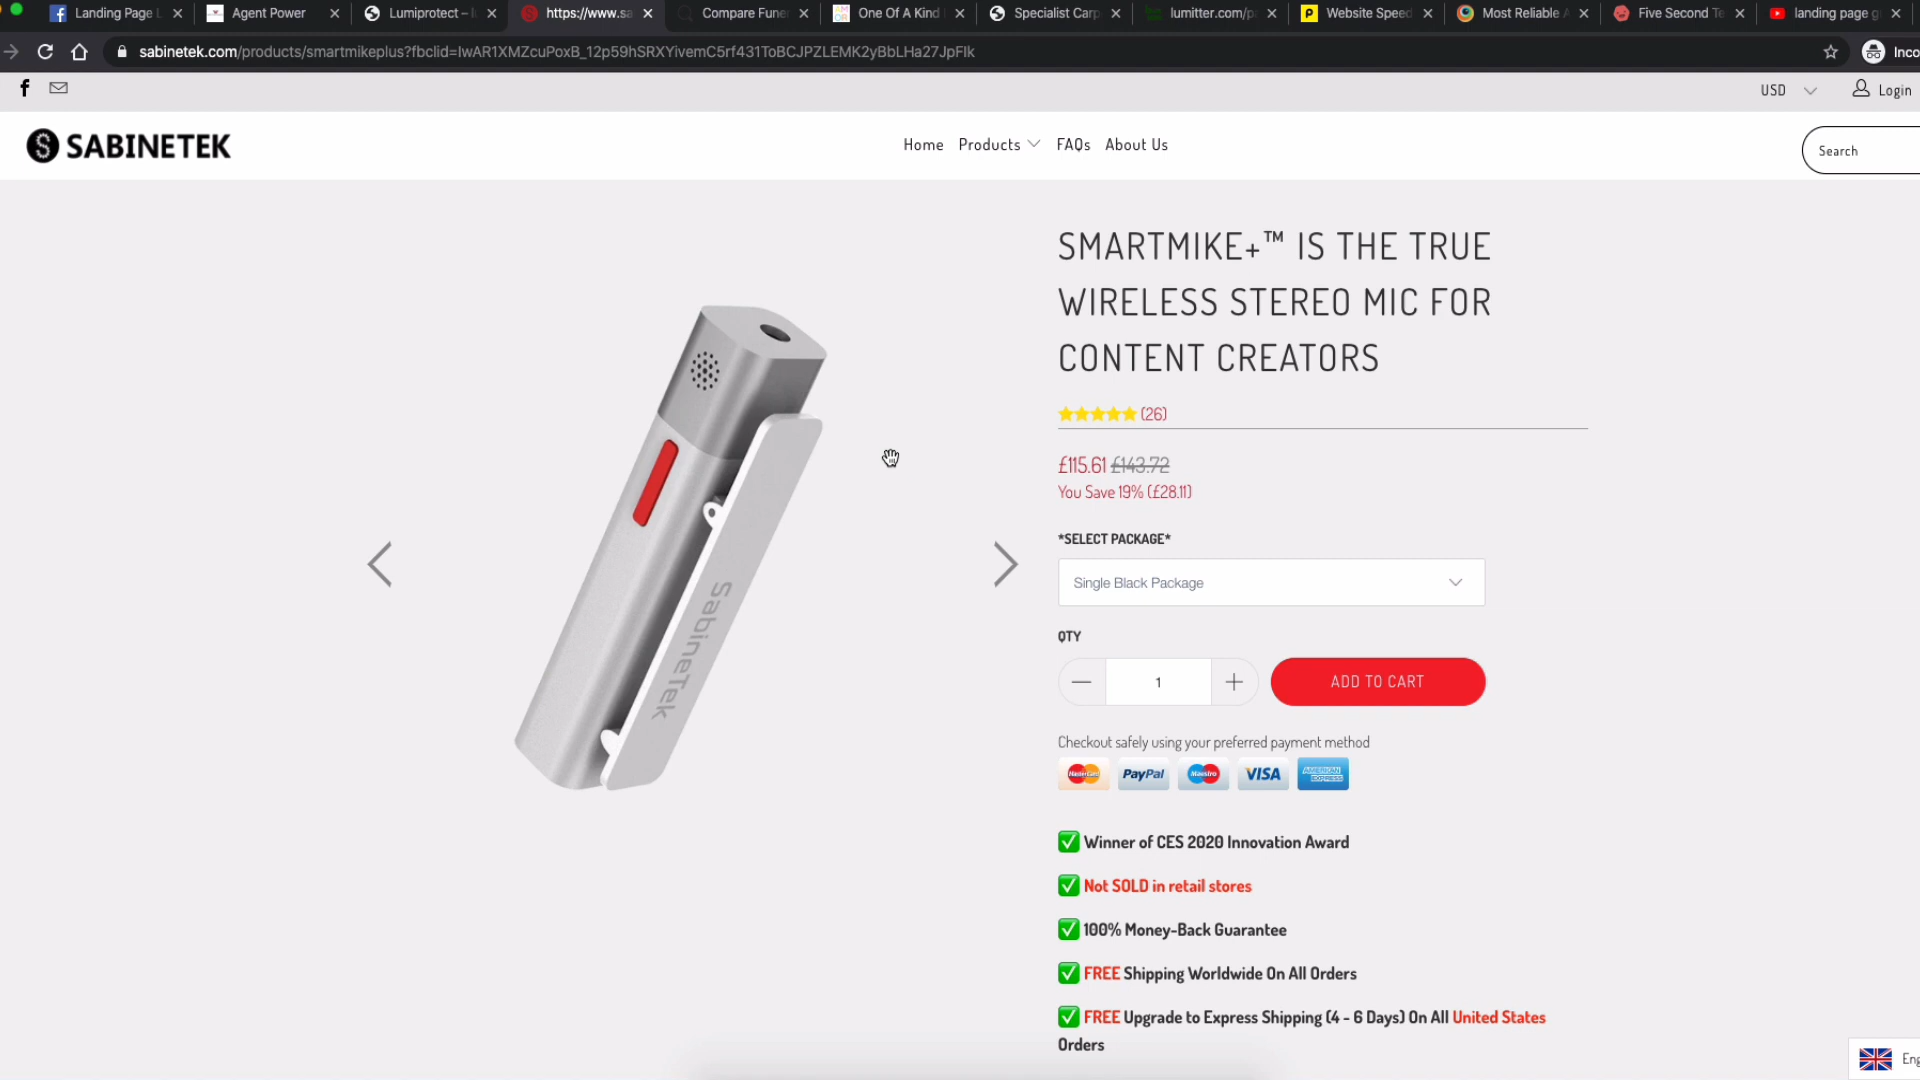 Landing Page
Agent Power
Lumiprotect –
https://www.sa
Compare Fune
One Of A Kind
Specialist Carp
lumitter.com/p
Website Speed
Most Reliable
Five Second Te
landing page g
sabinetek.com/products/smartmikeplus?fbclid=IwAR1XMZcuPoxB_12p59hSRXYivemC5rf431ToBCJPZLEMK2yBbLHa27JpFlk
Inco
USD
Login
SABINETEK
Home Products FAQs About Us
Search
SMARTMIKE+™ IS THE TRUE
WIRELESS STEREO MIC FOR
CONTENT CREATORS
(26)
£115.61 £143.72
You Save 19% (£28.11)
*SELECT PACKAGE*
Single Black Package
QTY
1
ADD TO CART
Checkout safely using your preferred payment method
MasterCard PayPal Maestro VISA AMERICAN EXPRESS
✅ Winner of CES 2020 Innovation Award
✅ Not SOLD in retail stores
✅ 100% Money-Back Guarantee
✅ FREE Shipping Worldwide On All Orders
✅ FREE Upgrade to Express Shipping (4 - 6 Days) On All United States
Orders
SabineTek
Eng